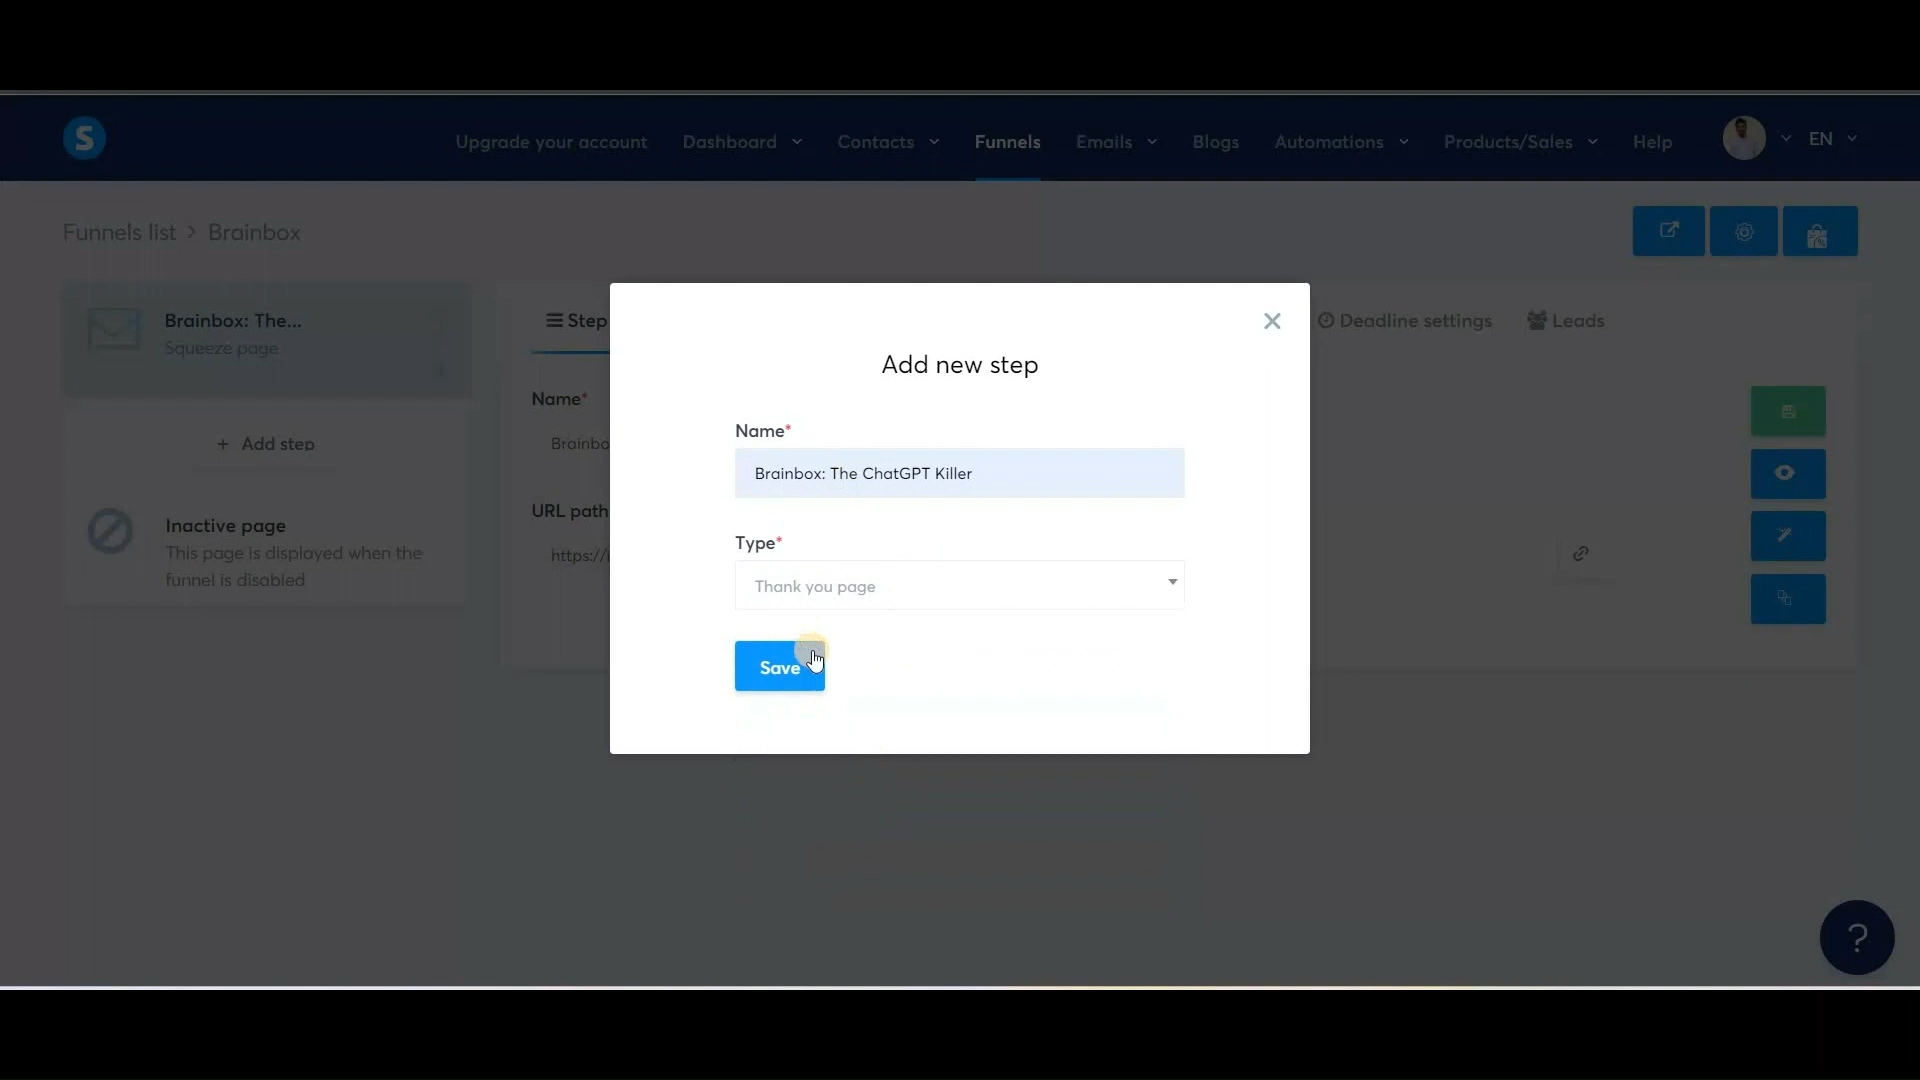 S
Upgrade your account
Dashboard
Contacts
Funnels
Emails
Blogs
Automations
Products/Sales
Help
EN
Funnels list > Brainbox
Brainbox: The...
Squeeze page
+ Add step
Inactive page
This page is displayed when the
funnel is disabled
Step
Deadline settings
Leads
Name*
Brainbo
URL path
https://
Add new step
Name*
Brainbox: The ChatGPT Killer
Type*
Thank you page
Save
?